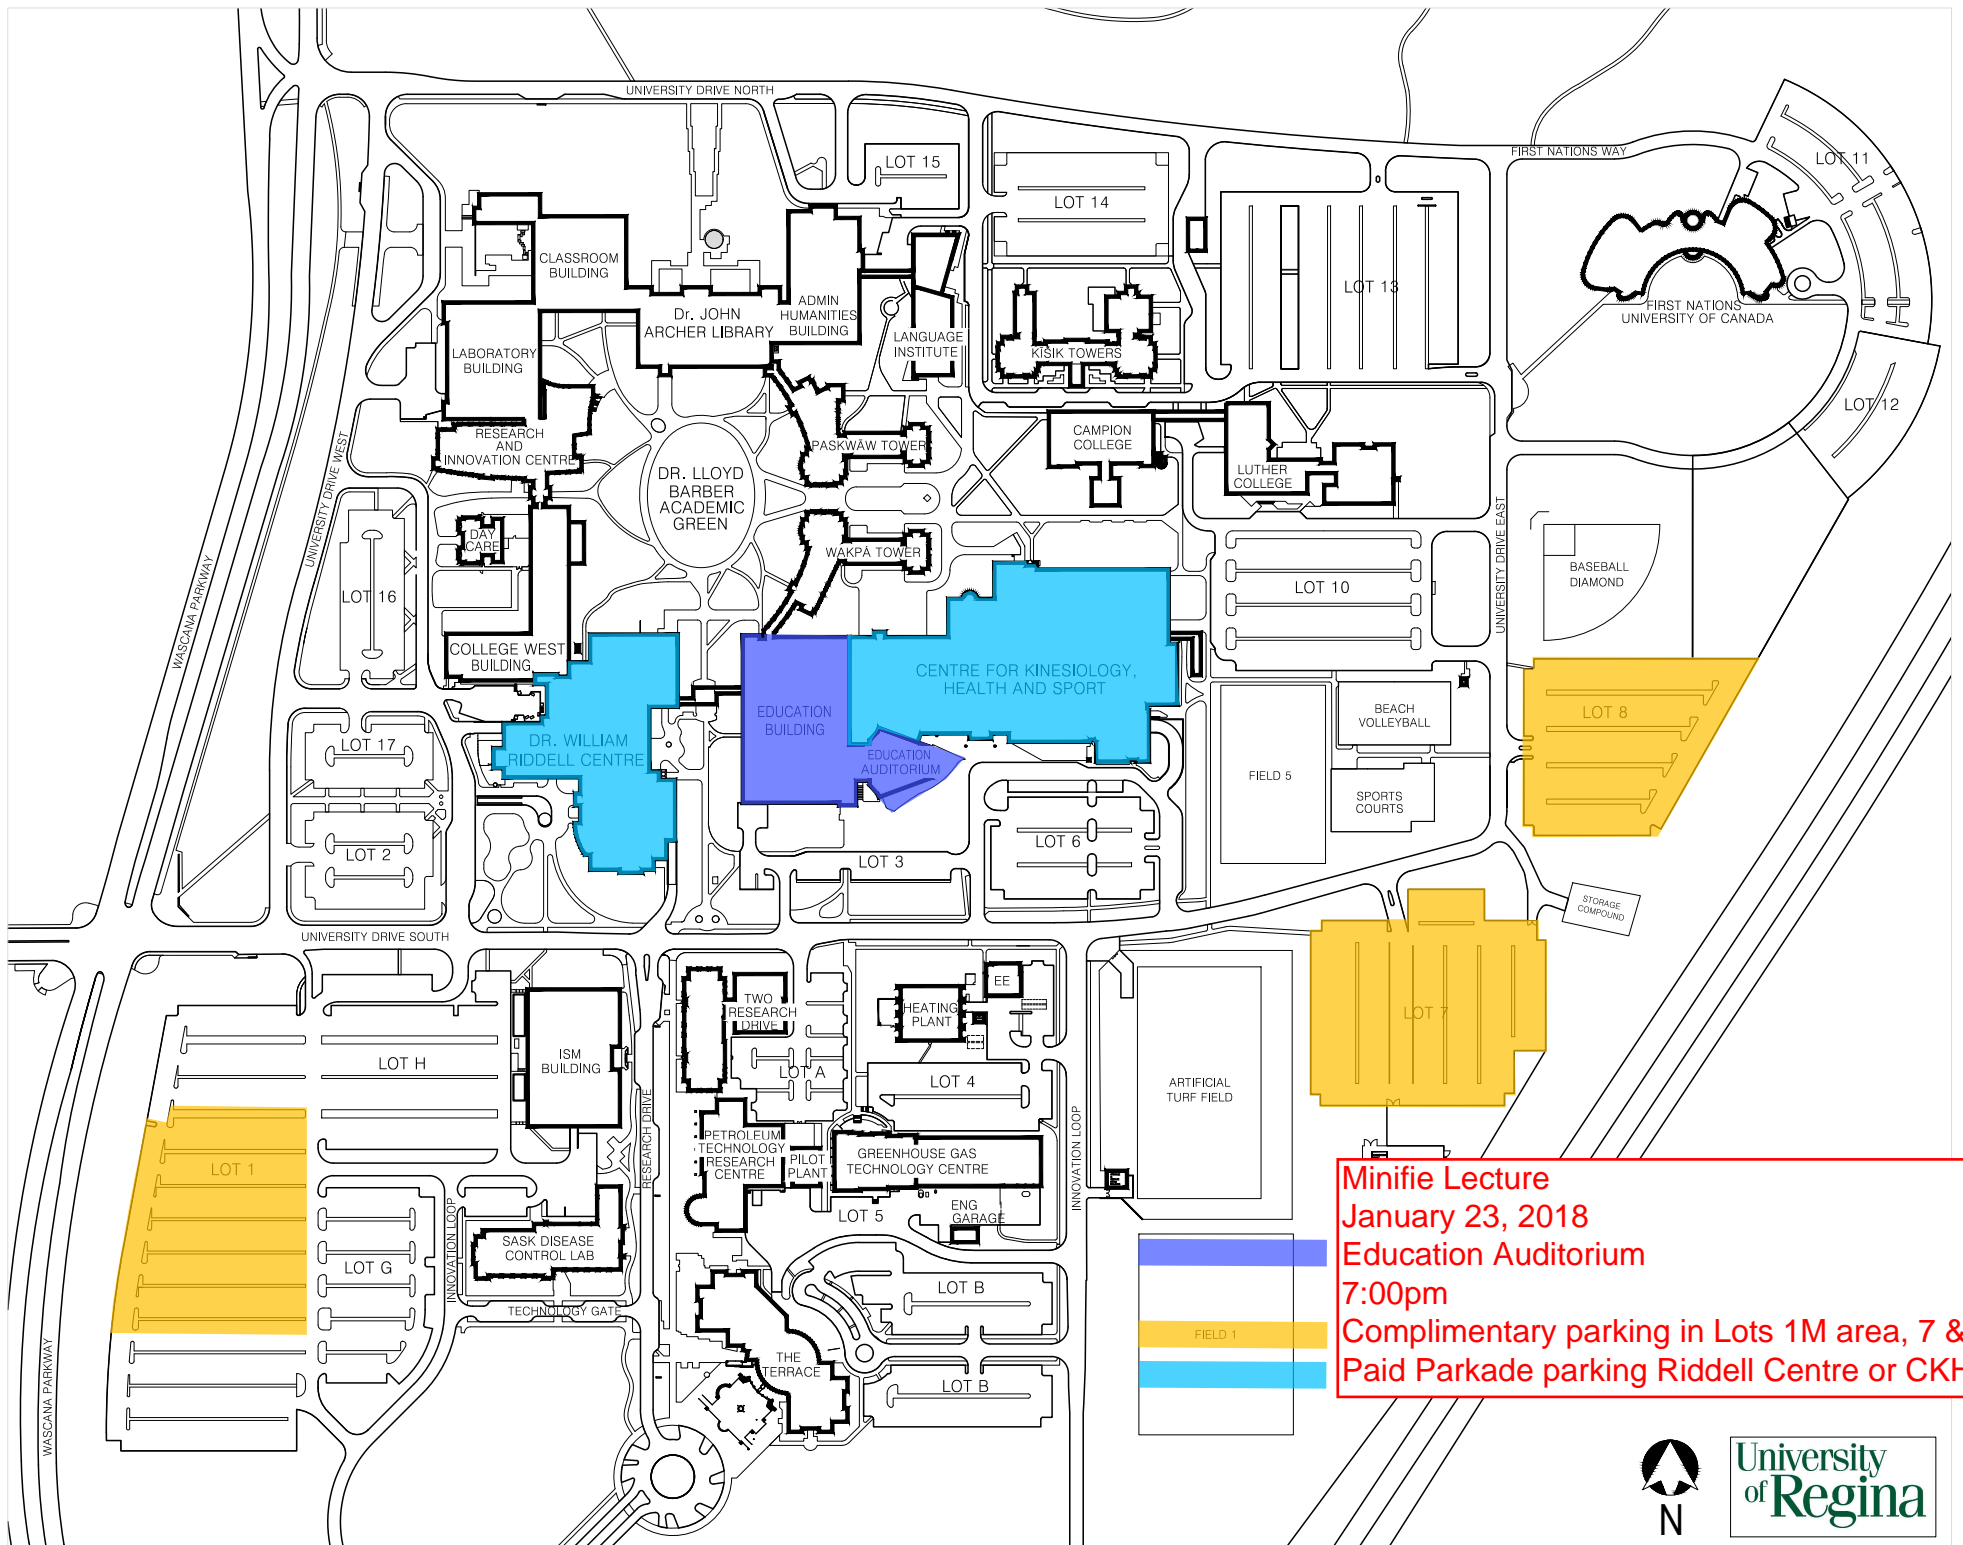 UNIVERSITY DRIVE NORTH
FIRST NATIONS WAY
LOT 11
LOT 15
LOT 14
CLASSROOM
BUILDING
LOT 13
ADMIN
HUMANITIES
BUILDING
Dr. JOHN
ARCHER LIBRARY
FIRST NATIONS
UNIVERSITY OF CANADA
LANGUAGE
INSTITUTE
KĪSIK TOWERS
LABORATORY
BUILDING
LOT 12
RESEARCH
AND
INNOVATION CENTRE
PASKWĀW TOWER
CAMPION
COLLEGE
LUTHER
COLLEGE
DR. LLOYD
BARBER
ACADEMIC
GREEN
UNIVERSITY DRIVE WEST
UNIVERSITY DRIVE EAST
DAY
CARE
WAKPĀ TOWER
BASEBALL
DIAMOND
WASCANA PARKWAY
LOT 16
LOT 10
COLLEGE WEST
BUILDING
CENTRE FOR KINESIOLOGY,
HEALTH AND SPORT
EDUCATION
BUILDING
BEACH
VOLLEYBALL
LOT 8
LOT 17
DR. WILLIAM
RIDDELL CENTRE
EDUCATION
AUDITORIUM
FIELD 5
SPORTS
COURTS
LOT 2
LOT 3
LOT 6
STORAGE
COMPOUND
UNIVERSITY DRIVE SOUTH
TWO
RESEARCH
DRIVE
HEATING
PLANT
EE
LOT 7
LOT H
ISM
BUILDING
LOT A
LOT 4
ARTIFICIAL
TURF FIELD
RESEARCH DRIVE
INNOVATION LOOP
PETROLEUM
TECHNOLOGY
RESEARCH
CENTRE
PILOT
PLANT
GREENHOUSE GAS
TECHNOLOGY CENTRE
LOT 1
LOT 5
ENG
GARAGE
INNOVATION LOOP
SASK DISEASE
CONTROL LAB
LOT G
LOT B
TECHNOLOGY GATE
THE
TERRACE
LOT B
WASCANA PARKWAY
FIELD 1
Minifie Lecture
January 23, 2018
Education Auditorium
7:00pm
Complimentary parking in Lots 1M area, 7 &
Paid Parkade parking Riddell Centre or CKH
N
University
of Regina